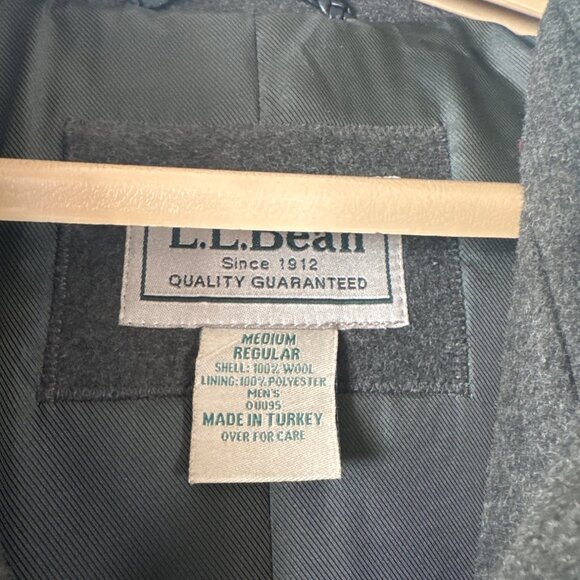 L.L.Bean
Since 1912
QUALITY GUARANTEED
MEDIUM
REGULAR
SHELL: 100% WOOL
LINING: 100% POLYESTER
MEN'S
0UU95
MADE IN TURKEY
OVER FOR CARE